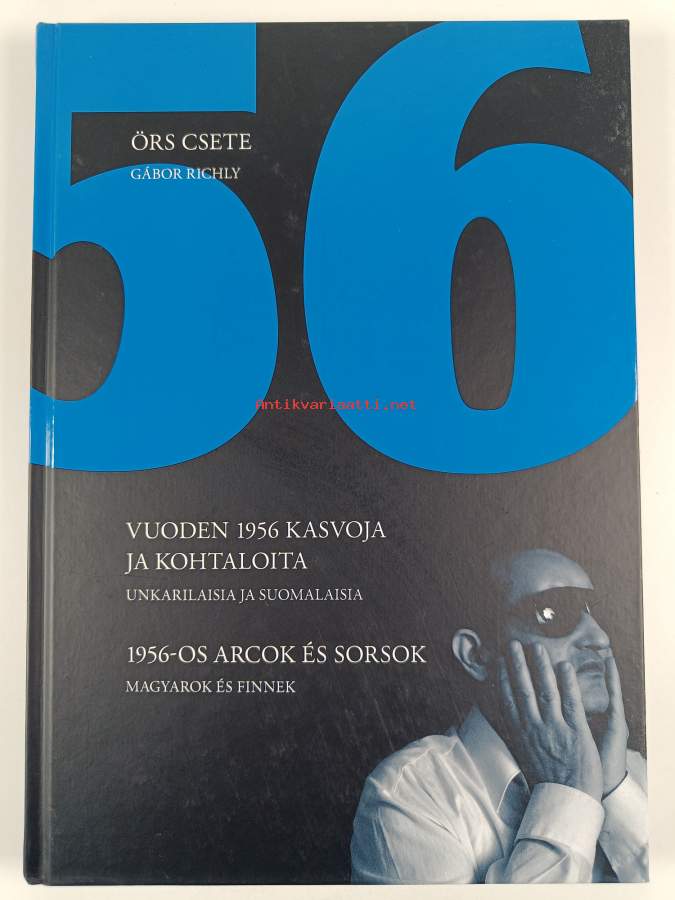 56
ÖRS CSETE
GÁBOR RICHLY
Antikvariaatti.net
VUODEN 1956 KASVOJA
JA KOHTALOITA
UNKARILAISIA JA SUOMALAISIA
1956-OS ARCOK ÉS SORSOK
MAGYAROK ÉS FINNEK